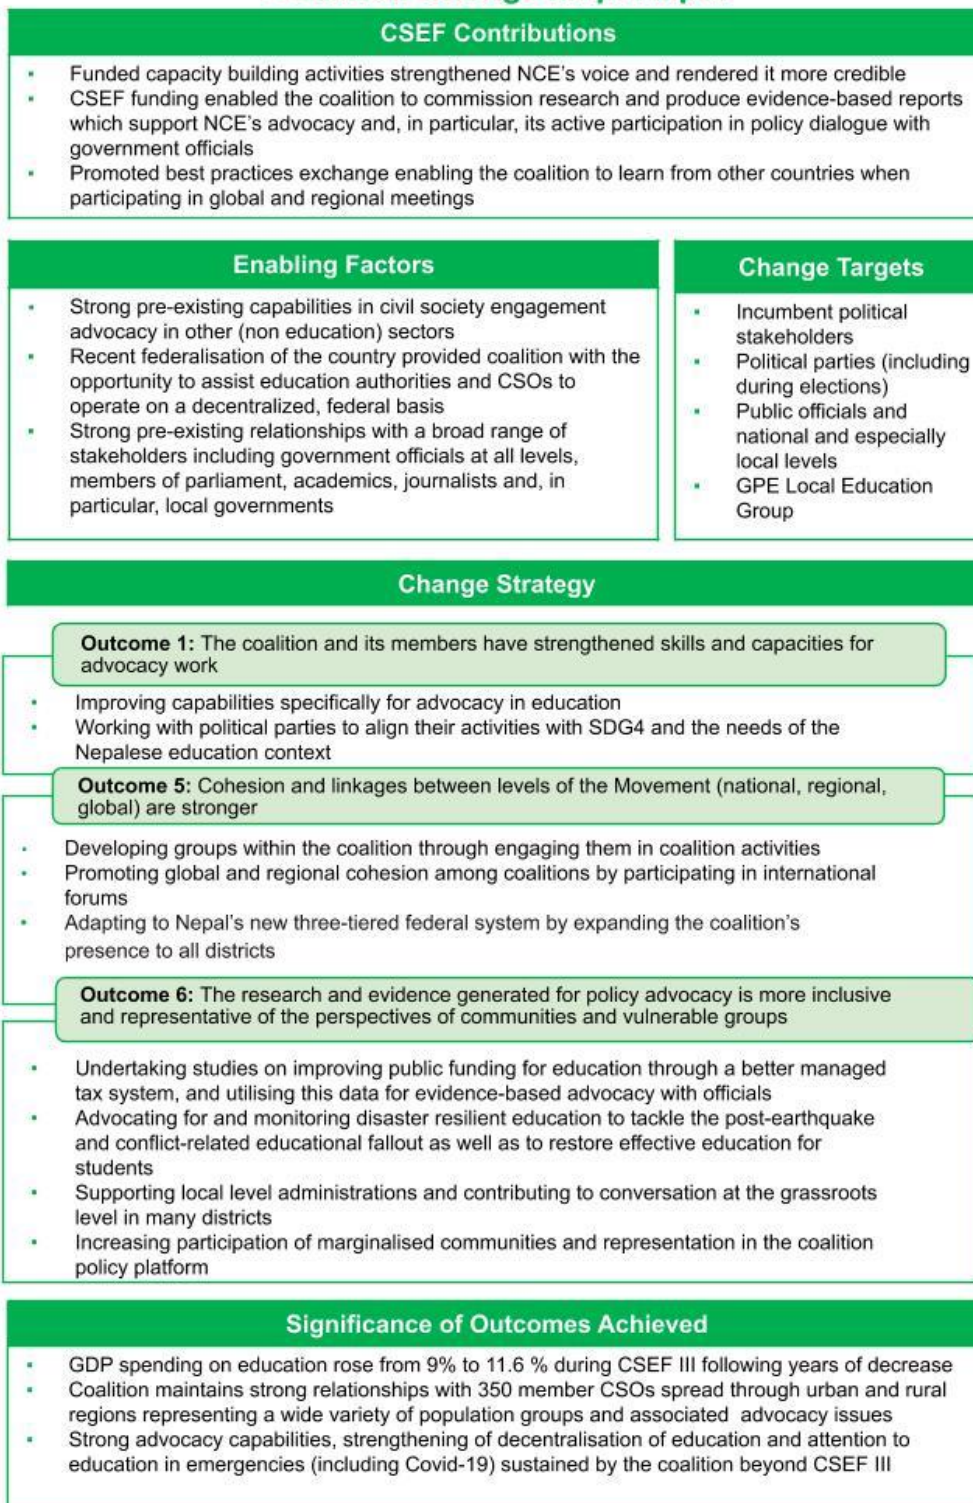 CSEF Contributions
▪ Funded capacity building activities strengthened NCE's voice and rendered it more credible
▪ CSEF funding enabled the coalition to commission research and produce evidence-based reports
which support NCE's advocacy and, in particular, its active participation in policy dialogue with
government officials
▪ Promoted best practices exchange enabling the coalition to learn from other countries when
participating in global and regional meetings
Enabling Factors
▪ Strong pre-existing capabilities in civil society engagement
advocacy in other (non education) sectors
▪ Recent federalisation of the country provided coalition with the
opportunity to assist education authorities and CSOs to
operate on a decentralized, federal basis
▪ Strong pre-existing relationships with a broad range of
stakeholders including government officials at all levels,
members of parliament, academics, journalists and, in
particular, local governments
Change Targets
▪ Incumbent political
stakeholders
▪ Political parties (including
during elections)
▪ Public officials and
national and especially
local levels
▪ GPE Local Education
Group
Change Strategy
Outcome 1: The coalition and its members have strengthened skills and capacities for
advocacy work
▪ Improving capabilities specifically for advocacy in education
▪ Working with political parties to align their activities with SDG4 and the needs of the
Nepalese education context
Outcome 5: Cohesion and linkages between levels of the Movement (national, regional,
global) are stronger
▪ Developing groups within the coalition through engaging them in coalition activities
▪ Promoting global and regional cohesion among coalitions by participating in international
forums
▪ Adapting to Nepal's new three-tiered federal system by expanding the coalition's
presence to all districts
Outcome 6: The research and evidence generated for policy advocacy is more inclusive
and representative of the perspectives of communities and vulnerable groups
▪ Undertaking studies on improving public funding for education through a better managed
tax system, and utilising this data for evidence-based advocacy with officials
▪ Advocating for and monitoring disaster resilient education to tackle the post-earthquake
and conflict-related educational fallout as well as to restore effective education for
students
▪ Supporting local level administrations and contributing to conversation at the grassroots
level in many districts
▪ Increasing participation of marginalised communities and representation in the coalition
policy platform
Significance of Outcomes Achieved
▪ GDP spending on education rose from 9% to 11.6 % during CSEF III following years of decrease
▪ Coalition maintains strong relationships with 350 member CSOs spread through urban and rural
regions representing a wide variety of population groups and associated advocacy issues
▪ Strong advocacy capabilities, strengthening of decentralisation of education and attention to
education in emergencies (including Covid-19) sustained by the coalition beyond CSEF III